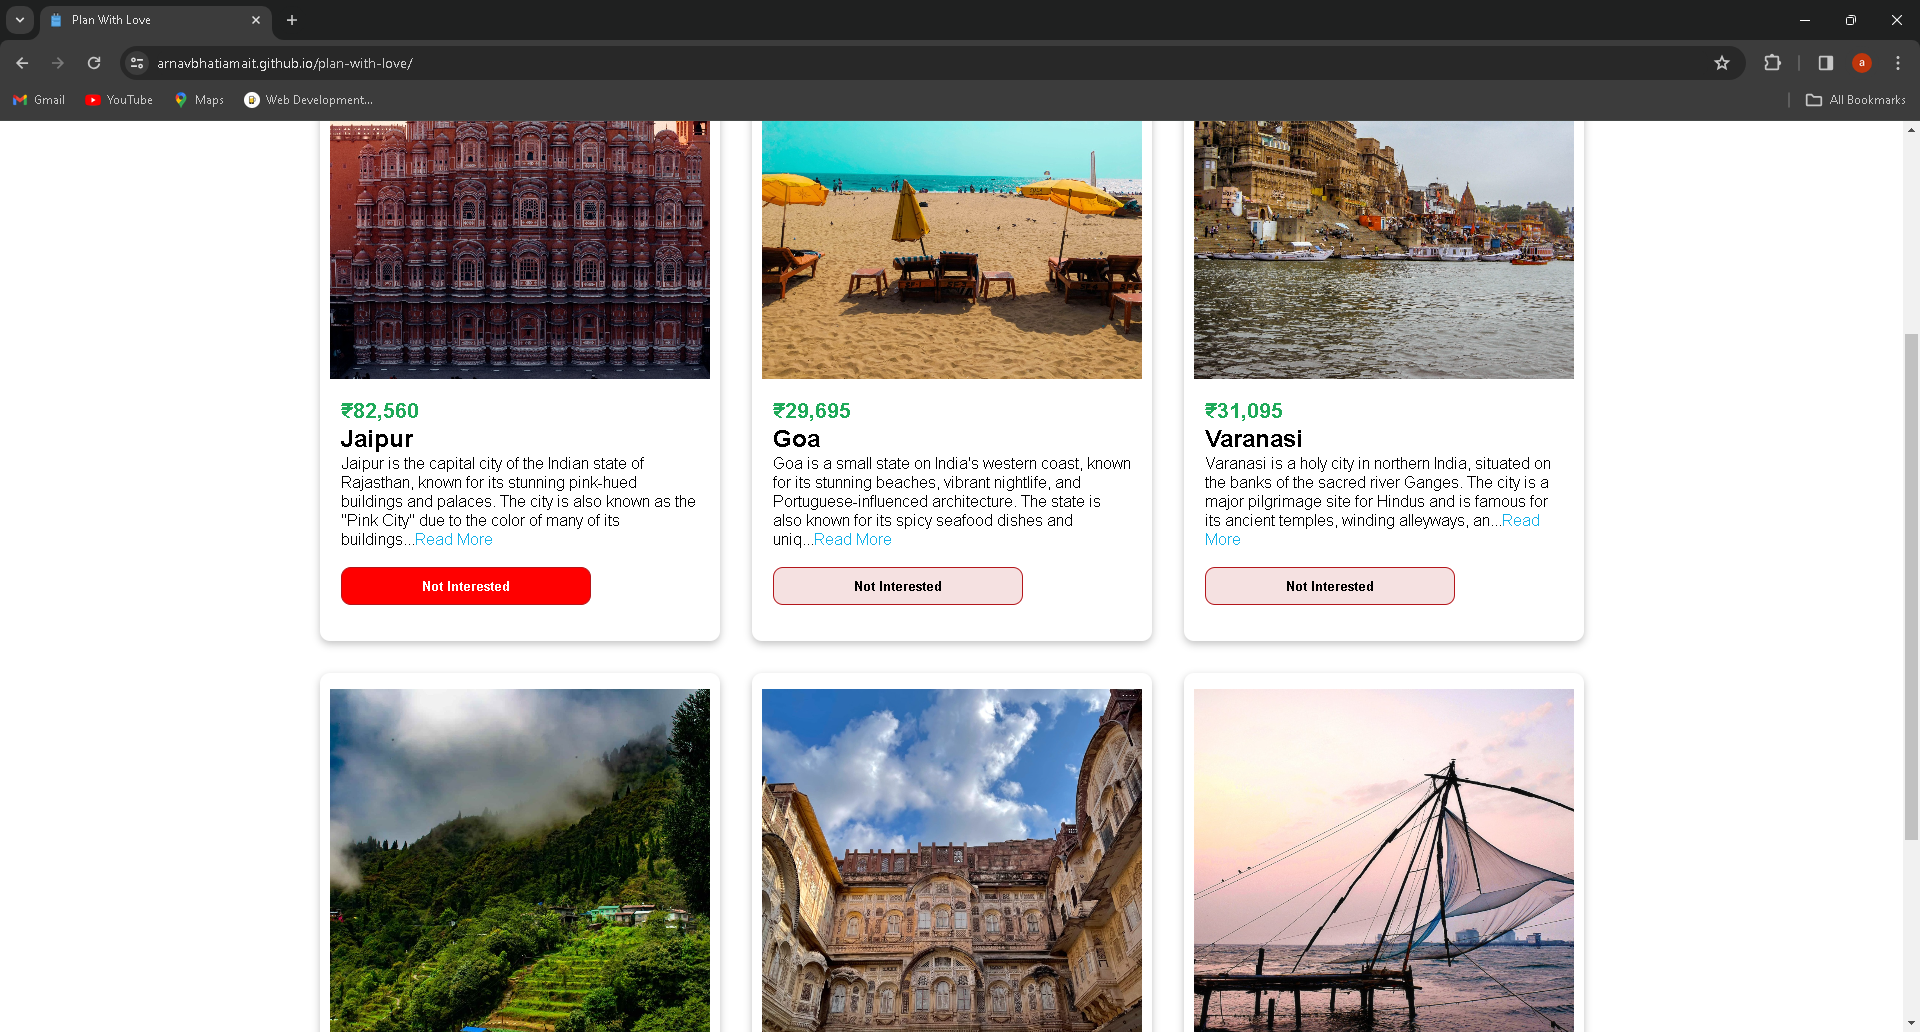 Plan With Love
arnavbhatiamait.github.io/plan-with-love/
a
Gmail
YouTube
Maps
Web Development...
All Bookmarks
₹82,560
Jaipur
Jaipur is the capital city of the Indian state of
Rajasthan, known for its stunning pink-hued
buildings and palaces. The city is also known as the
"Pink City" due to the color of many of its
buildings...Read More
Not Interested
₹29,695
Goa
Goa is a small state on India's western coast, known
for its stunning beaches, vibrant nightlife, and
Portuguese-influenced architecture. The state is
also known for its spicy seafood dishes and
uniq...Read More
Not Interested
₹31,095
Varanasi
Varanasi is a holy city in northern India, situated on
the banks of the sacred river Ganges. The city is a
major pilgrimage site for Hindus and is famous for
its ancient temples, winding alleyways, an...Read
More
Not Interested